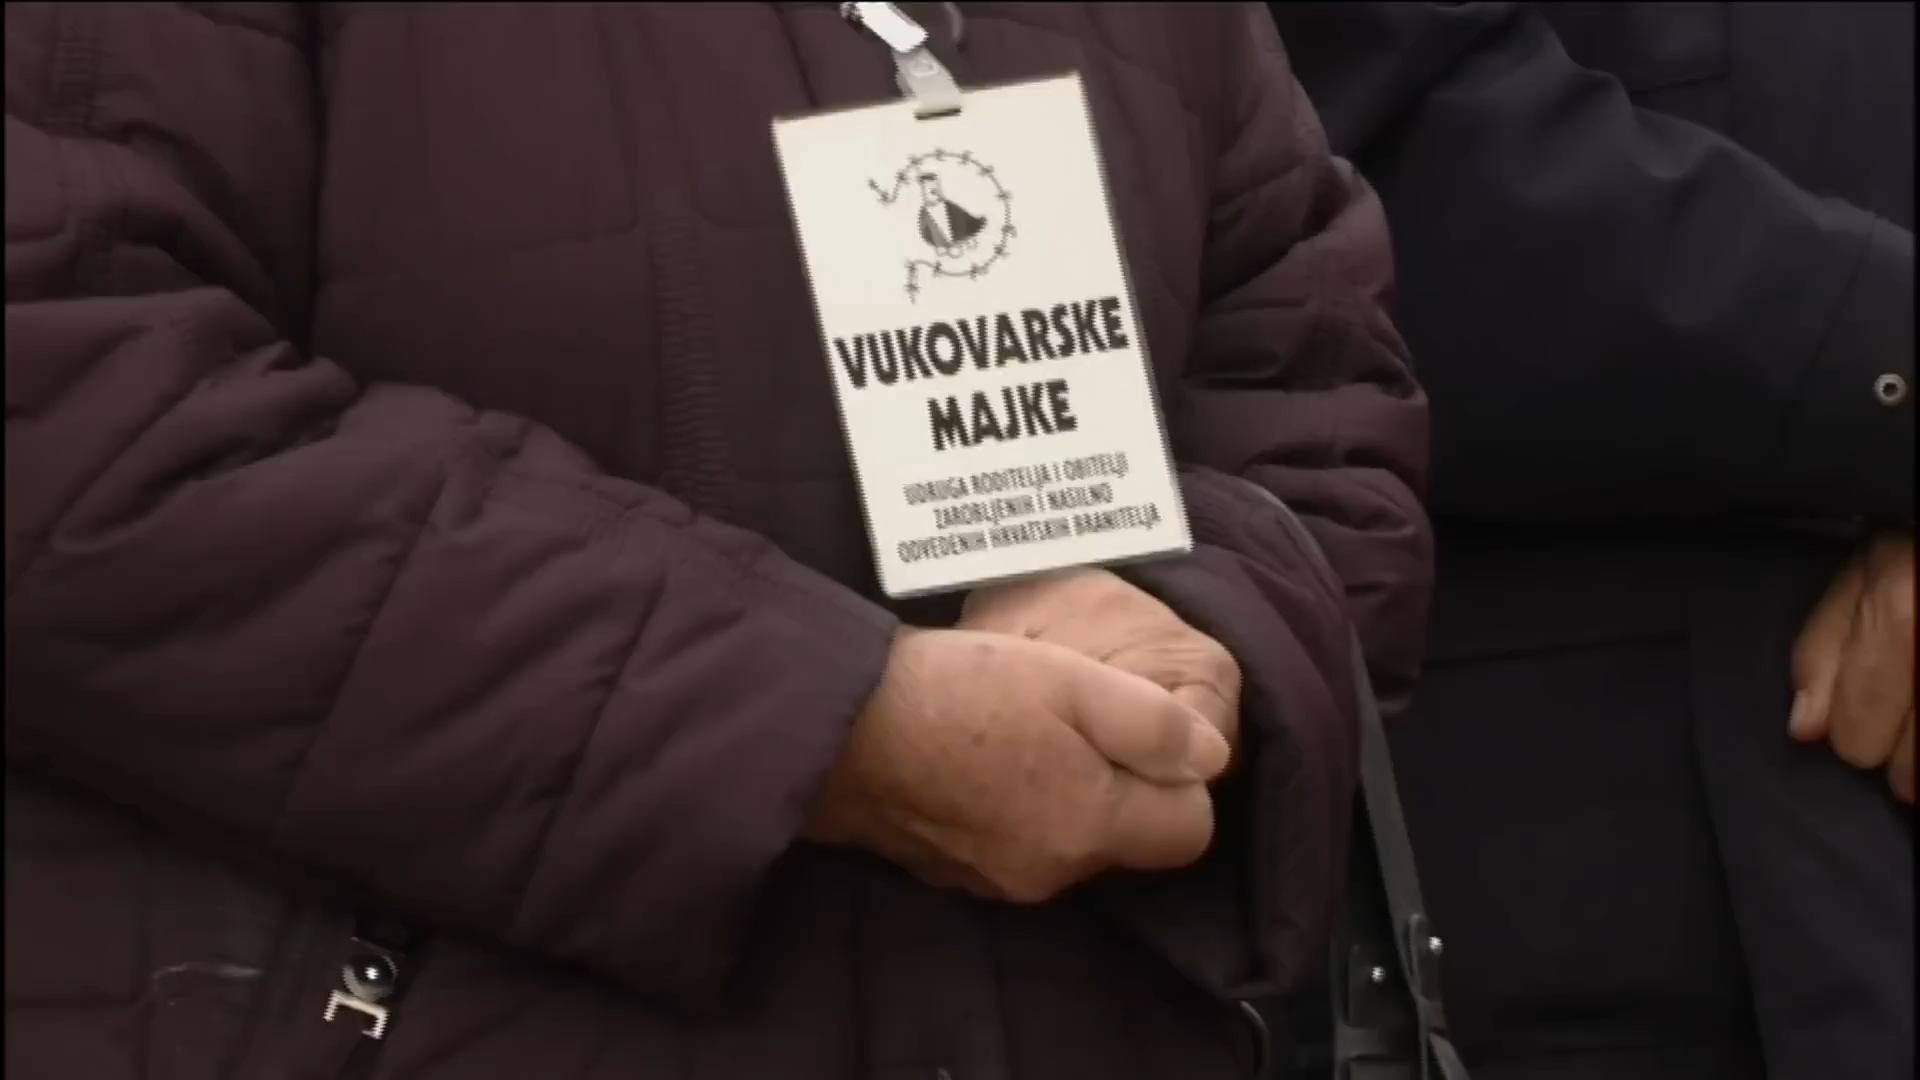 VUKOVARSKE
MAJKE
UDRUGA RODITELJA I OBITELJI
ZAROBLJENIH I NASILNO
ODVEDENIH HRVATSKIH BRANITELJA